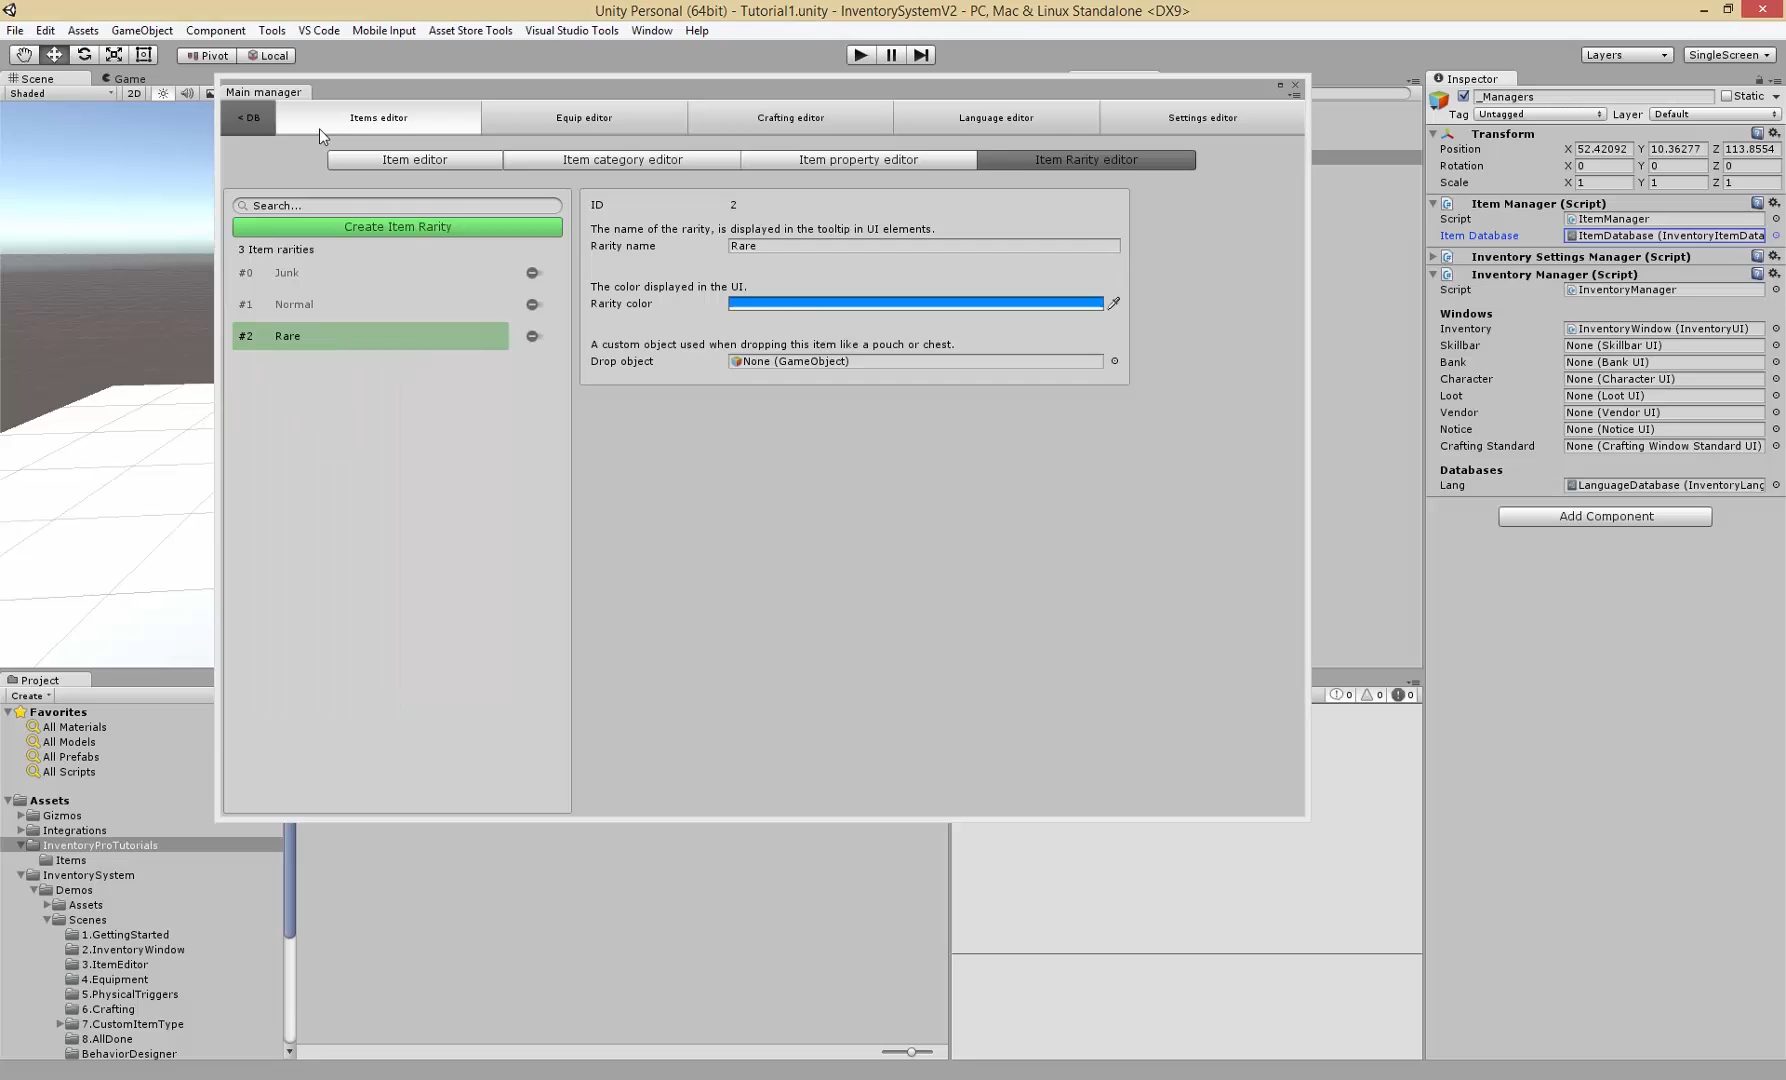 Unity Personal (64bit) - Tutorial1.unity - InventorySystemV2 - PC, Mac & Linux Standalone <DX9>
File Edit Assets GameObject Component Tools VS Code Mobile Input Asset Store Tools Visual Studio Tools Window Help
Pivot Local Layers SingleScreen
Scene Game
Shaded 2D
Main manager
< DB Items editor Equip editor Crafting editor Language editor Settings editor
Item editor Item category editor Item property editor Item Rarity editor
Search...
Create Item Rarity
3 Item rarities
#0 Junk
#1 Normal
#2 Rare
ID 2
The name of the rarity, is displayed in the tooltip in UI elements.
Rarity name Rare
The color displayed in the UI.
Rarity color
A custom object used when dropping this item like a pouch or chest.
Drop object None (GameObject)
Inspector
_Managers Static
Tag Untagged Layer Default
Transform
Position X 52.42092 Y 10.36277 Z 113.8554
Rotation X 0 Y 0 Z 0
Scale X 1 Y 1 Z 1
Item Manager (Script)
Script ItemManager
Item Database ItemDatabase (InventoryItemData
Inventory Settings Manager (Script)
Inventory Manager (Script)
Script InventoryManager
Windows
Inventory InventoryWindow (InventoryUI)
Skillbar None (Skillbar UI)
Bank None (Bank UI)
Character None (Character UI)
Loot None (Loot UI)
Vendor None (Vendor UI)
Notice None (Notice UI)
Crafting Standard None (Crafting Window Standard UI)
Databases
Lang LanguageDatabase (InventoryLang
Add Component
Project
Create
Favorites
All Materials
All Models
All Prefabs
All Scripts
Assets
Gizmos
Integrations
InventoryProTutorials
Items
InventorySystem
Demos
Assets
Scenes
1.GettingStarted
2.InventoryWindow
3.ItemEditor
4.Equipment
5.PhysicalTriggers
6.Crafting
7.CustomItemType
8.AllDone
BehaviorDesigner
0 0 0